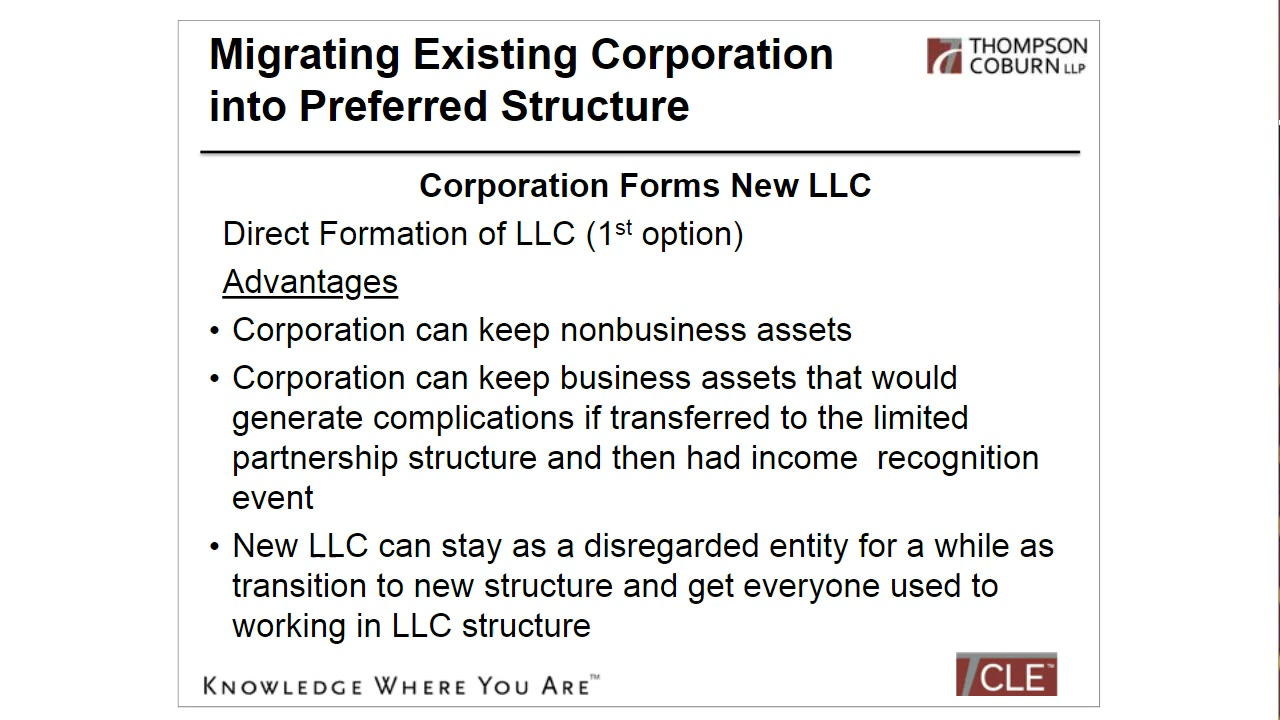 Migrating Existing Corporation
into Preferred Structure
THOMPSON
COBURN LLP
Corporation Forms New LLC
Direct Formation of LLC (1st option)
Advantages
• Corporation can keep nonbusiness assets
• Corporation can keep business assets that would
generate complications if transferred to the limited
partnership structure and then had income  recognition
event
• New LLC can stay as a disregarded entity for a while as
transition to new structure and get everyone used to
working in LLC structure
KNOWLEDGE WHERE YOU ARE™
CLE™